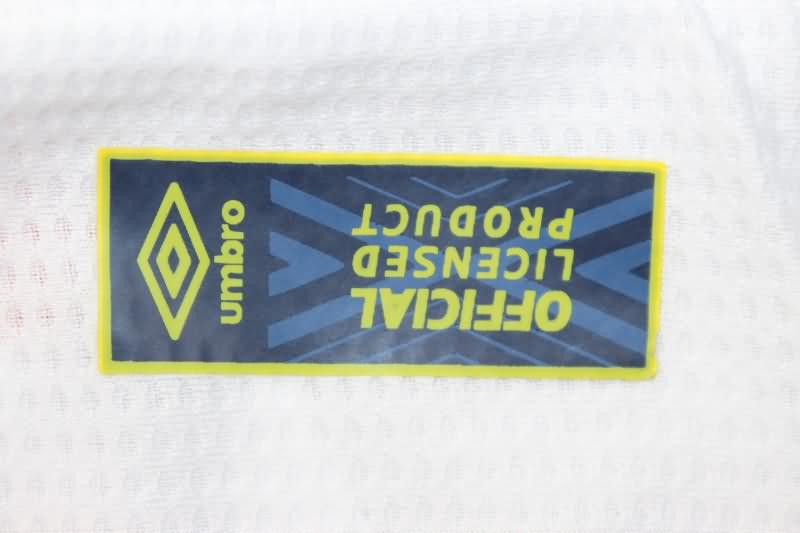 umbro
OFFICIAL
LICENSED
PRODUCT